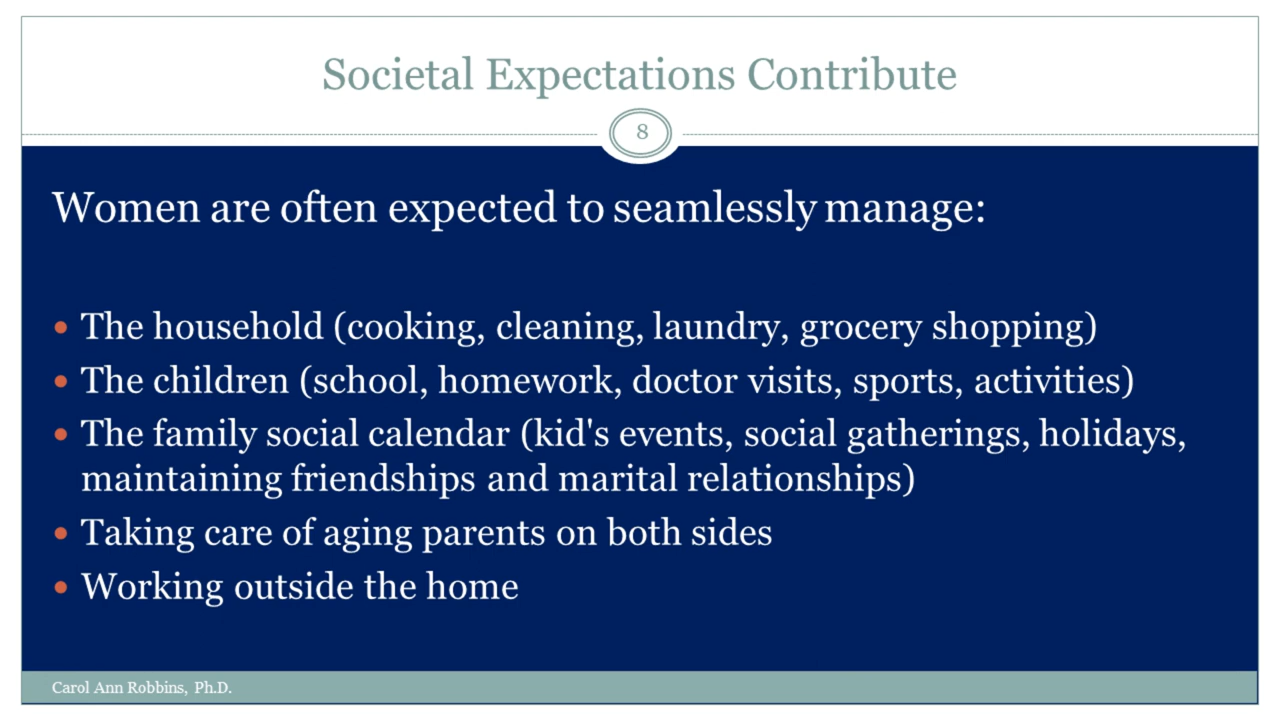 Societal Expectations Contribute
8
Women are often expected to seamlessly manage:
• The household (cooking, cleaning, laundry, grocery shopping)
• The children (school, homework, doctor visits, sports, activities)
• The family social calendar (kid's events, social gatherings, holidays,
maintaining friendships and marital relationships)
• Taking care of aging parents on both sides
• Working outside the home
Carol Ann Robbins, Ph.D.